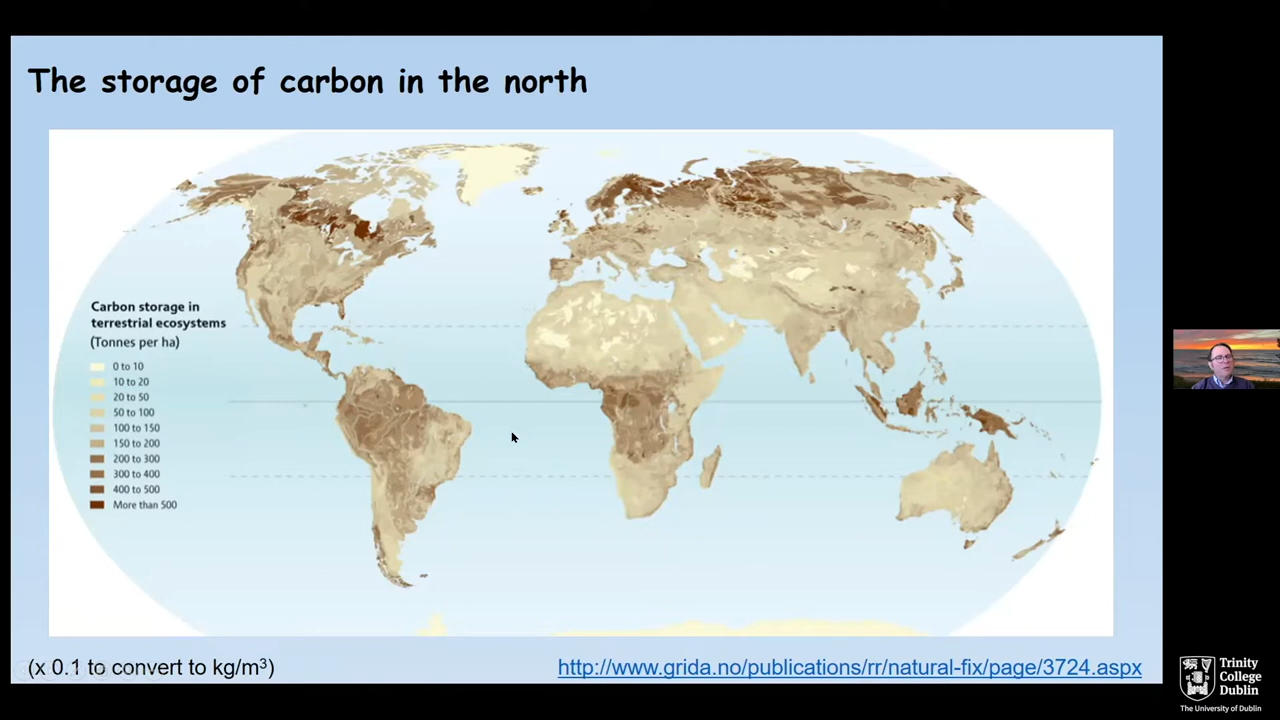 The storage of carbon in the north
Carbon storage in
terrestrial ecosystems
(Tonnes per ha)
0 to 10
10 to 20
20 to 50
50 to 100
100 to 150
150 to 200
200 to 300
300 to 400
400 to 500
More than 500
(x 0.1 to convert to kg/m³)
http://www.grida.no/publications/rr/natural-fix/page/3724.aspx
Trinity
College
Dublin
The University of Dublin